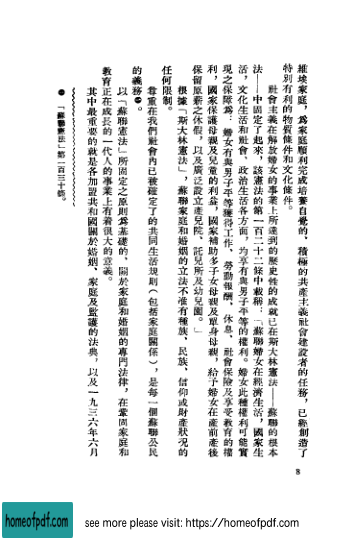 維埃家庭，爲家庭順利完成培養自覺的、積極的共產主義社會建設者的任務，已經創造了
特別有利的物質條件和文化條件。
社會主義在解放婦女的事業上所達到的歷史性的成就已在斯大林憲法——蘇聯的根本
法——中固定了起來，該憲法的第一百二十二條中載稱：「蘇聯婦女在經濟生活，國家生
活，文化生活和社會、政治生活各方面，均享有與男子平等的權利。婦女此種權利可能實
現之保障爲：婦女有與男子平等獲得工作，勞動報酬，休息，社會保險及享受教育的權
利，國家保護母親及兒童的利益，國家補助多子女母親及單身母親，給予婦女在產前產後
保留原薪之休假，以及廣泛設立產兒院、託兒所及幼兒園。」
根據「斯大林憲法」，蘇聯家庭和婚姻的立法不准有種族、民族、信仰或財產狀況的
任何限制。
尊重在我們社會內已被確定了的共同生活規則（包括家庭關係），是每一個蘇聯公民
的義務❶。
以「蘇聯憲法」所固定之原則爲基礎的、關於家庭和婚姻的專門法律，在鞏固家庭和
教育正在成長的一代人的事業上有着很大的意義。
其中最重要的就是各加盟共和國關於婚姻、家庭及監護的法典，以及一九三六年六月
❶ 「蘇聯憲法」第一百三十條。
8
homeofpdf.com
see more please visit: https://homeofpdf.com